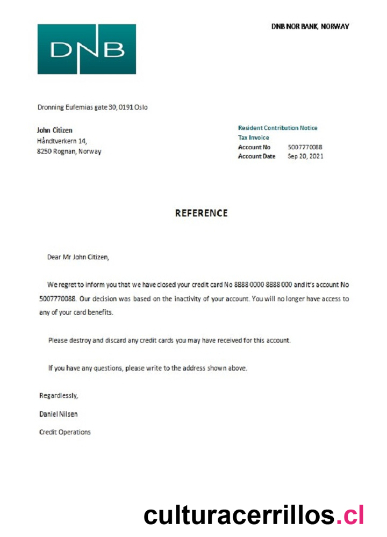 DNB NOR BANK, NORWAY
DNB
Dronning Eufemias gate 30, 0191 Oslo
John Citizen
Håndtverkern 14,
8250 Rognan, Norway
Resident Contribution Notice
Tax Invoice
Account No 5007770088
Account Date Sep 20, 2021
REFERENCE
Dear Mr John Citizen,
We regret to inform you that we have closed your credit card No 8888 0000 8888 000 and it's account No
5007770088. Our decision was based on the inactivity of your account. You will no longer have access to
any of your card benefits.
Please destroy and discard any credit cards you may have received for this account.
If you have any questions, please write to the address shown above.
Regardlessly,
Daniel Nilsen
Credit Operations
culturacerrillos.cl